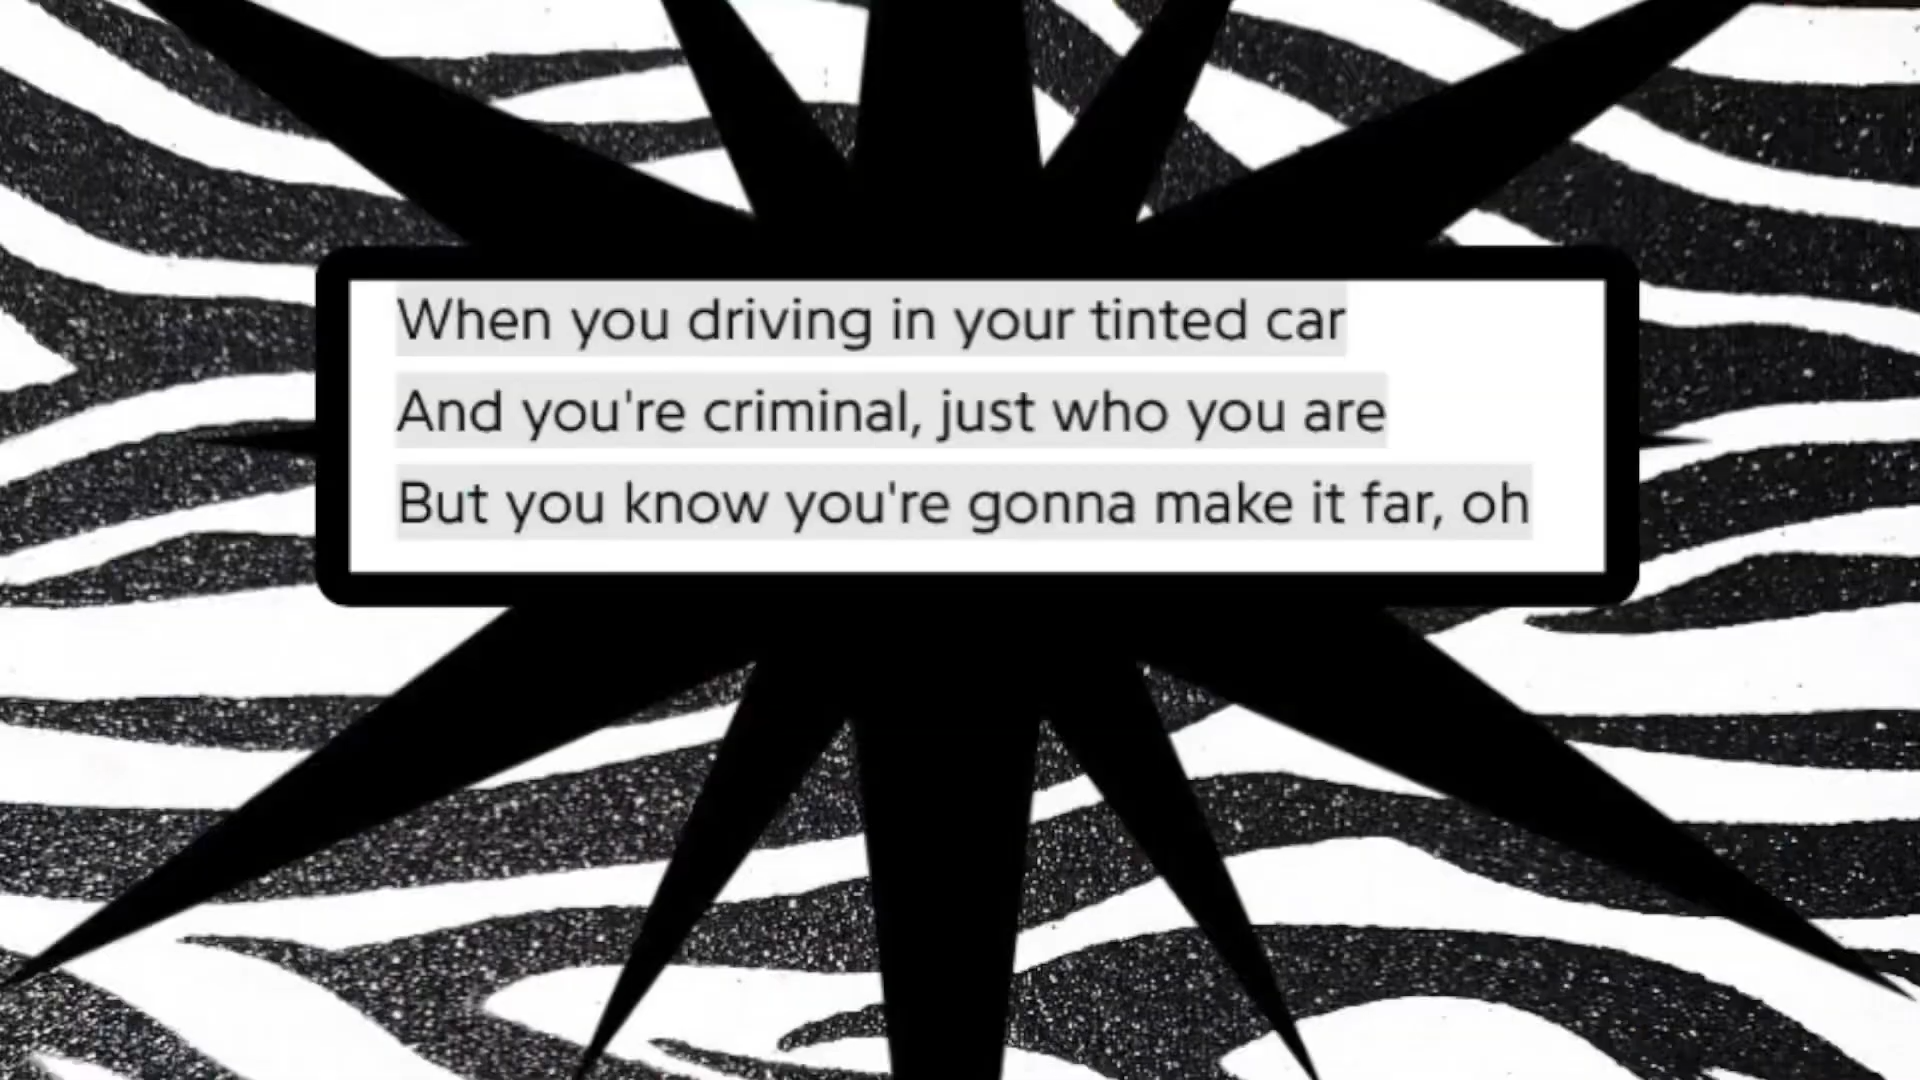 When you driving in your tinted car
And you're criminal, just who you are
But you know you're gonna make it far, oh